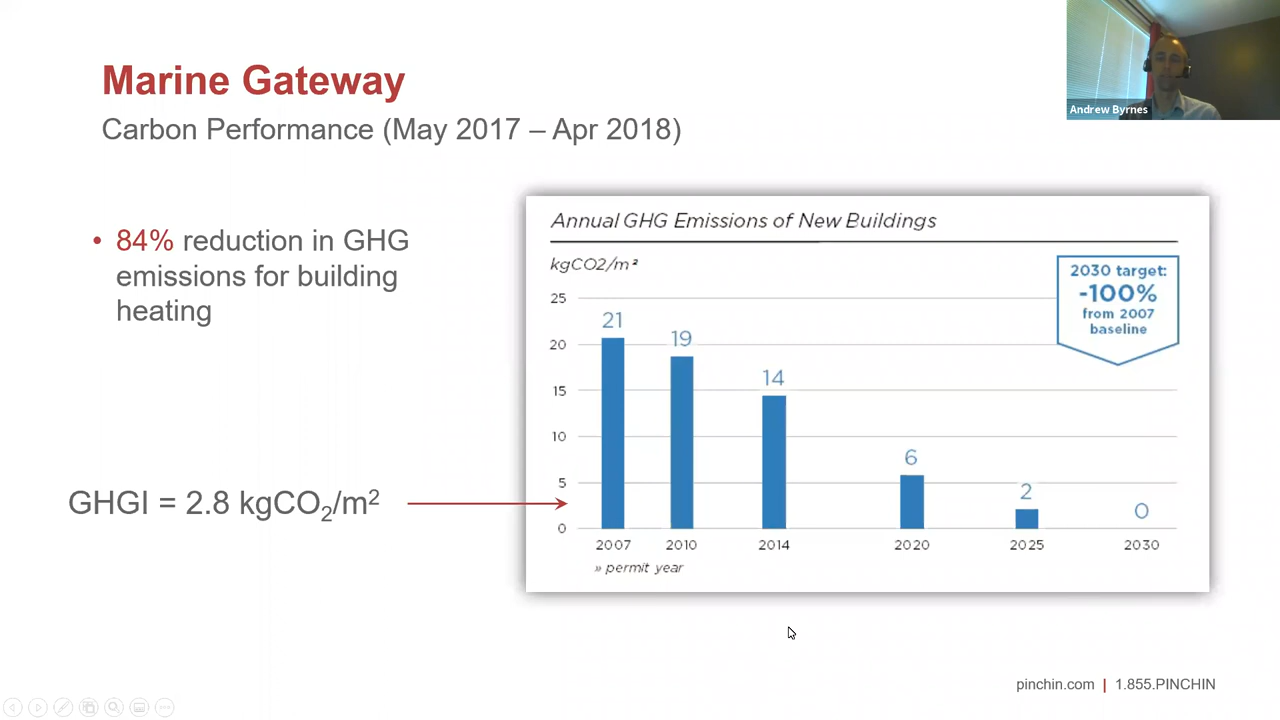 Marine Gateway
Andrew Byrnes
Carbon Performance (May 2017 – Apr 2018)
• 84% reduction in GHG
emissions for building
heating
GHGI = 2.8 kgCO₂/m²
Annual GHG Emissions of New Buildings
kgCO2/m²
2030 target:
-100%
from 2007
baseline
25
20
15
10
5
0
21
19
14
6
2
0
2007 2010 2014 2020 2025 2030
» permit year
pinchin.com | 1.855.PINCHIN